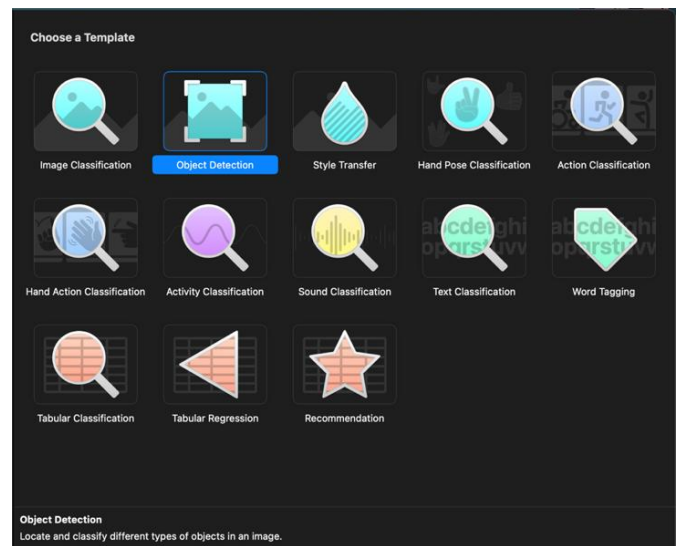 Choose a Template
Image Classification
Object Detection
Style Transfer
Hand Pose Classification
Action Classification
Hand Action Classification
Activity Classification
Sound Classification
Text Classification
Word Tagging
Tabular Classification
Tabular Regression
Recommendation
Object Detection
Locate and classify different types of objects in an image.